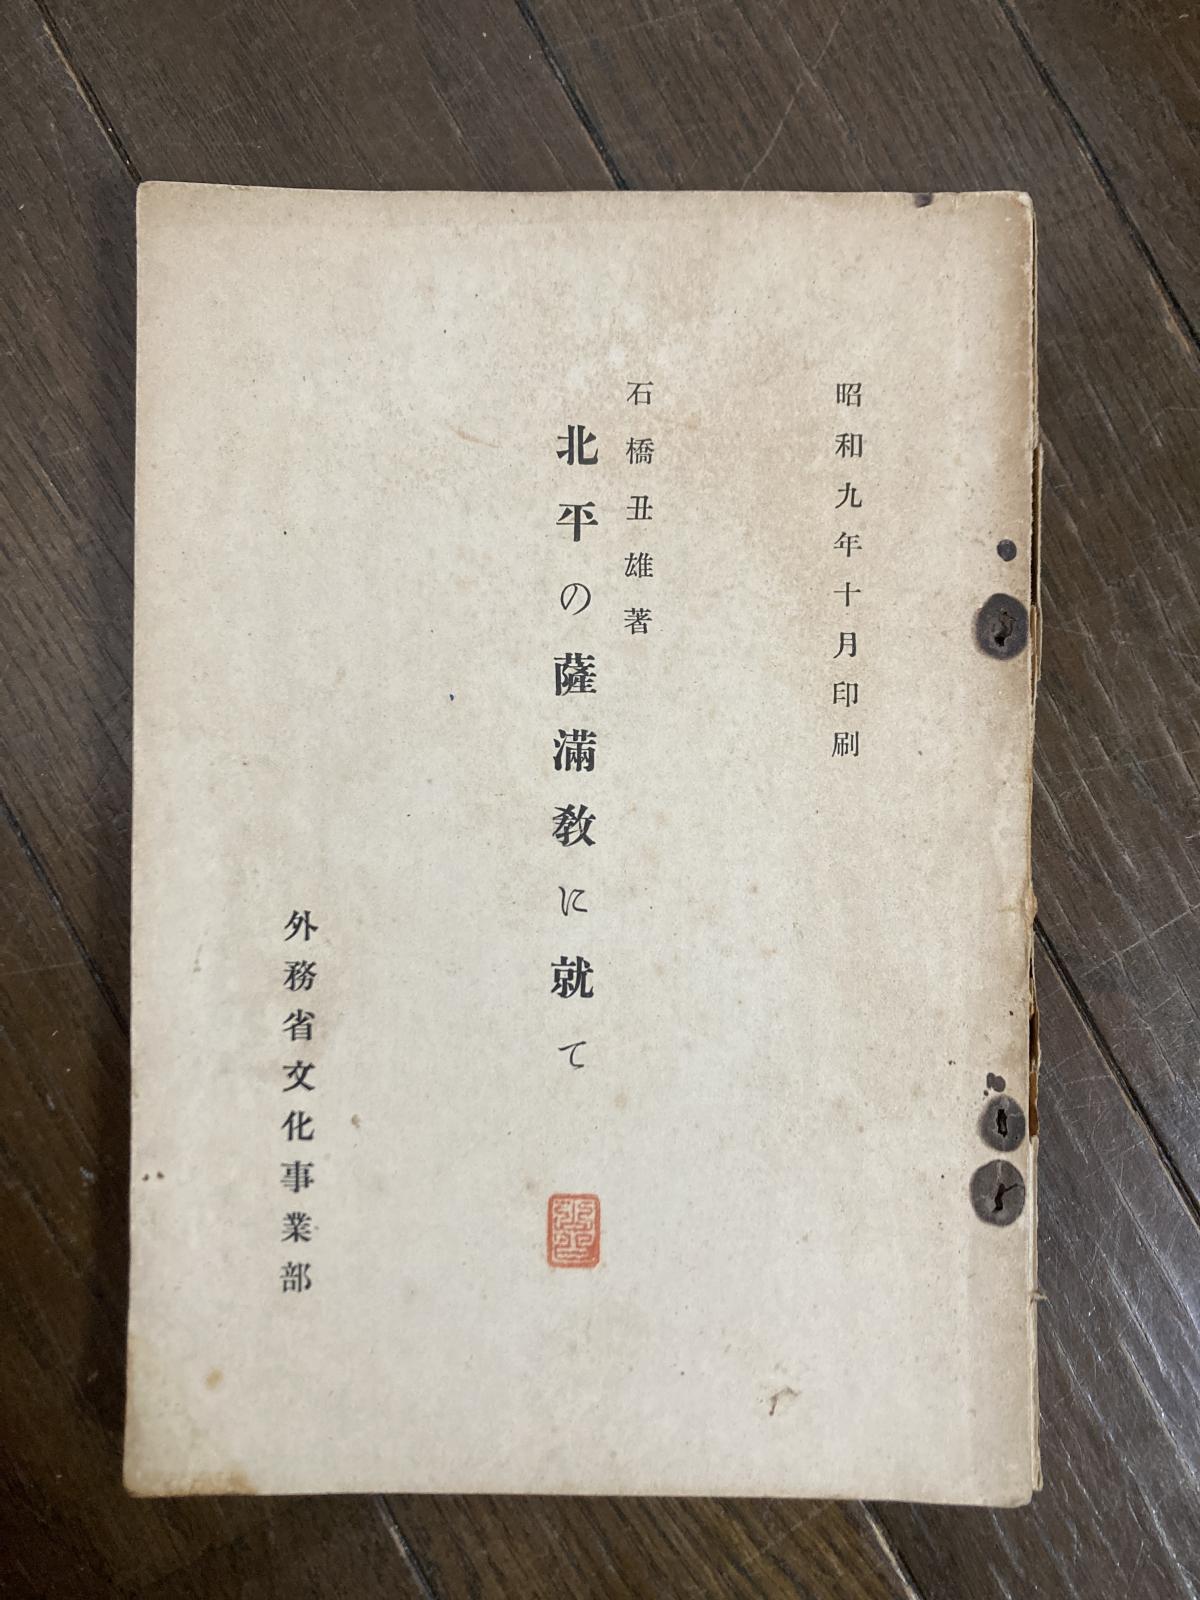 昭和九年十月印刷
石橋丑雄著
北平の薩滿教に就て
外務省文化事業部